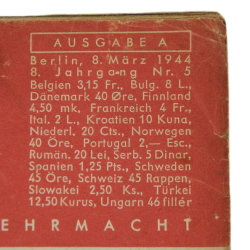 AUSGABE A
Berlin, 8. März 1944
8. Jahrgang Nr. 5
Belgien 3,15 Fr., Bulg. 8 L.,
Dänemark 40 Øre, Finnland
4,50 mk, Frankreich 4 Fr.,
Ital. 2 L., Kroatien 10 Kuna,
Niederl. 20 Cts., Norwegen
40 Öre, Portugal 2,— Esc.,
Rumän. 20 Lei, Serb. 5 Dinar,
Spanien 1,25 Pts., Schweden
45 Öre, Schweiz 45 Rappen,
Slowakei 2,50 Ks., Türkei
12,50 Kurus, Ungarn 46 fillér
EHRMACHT